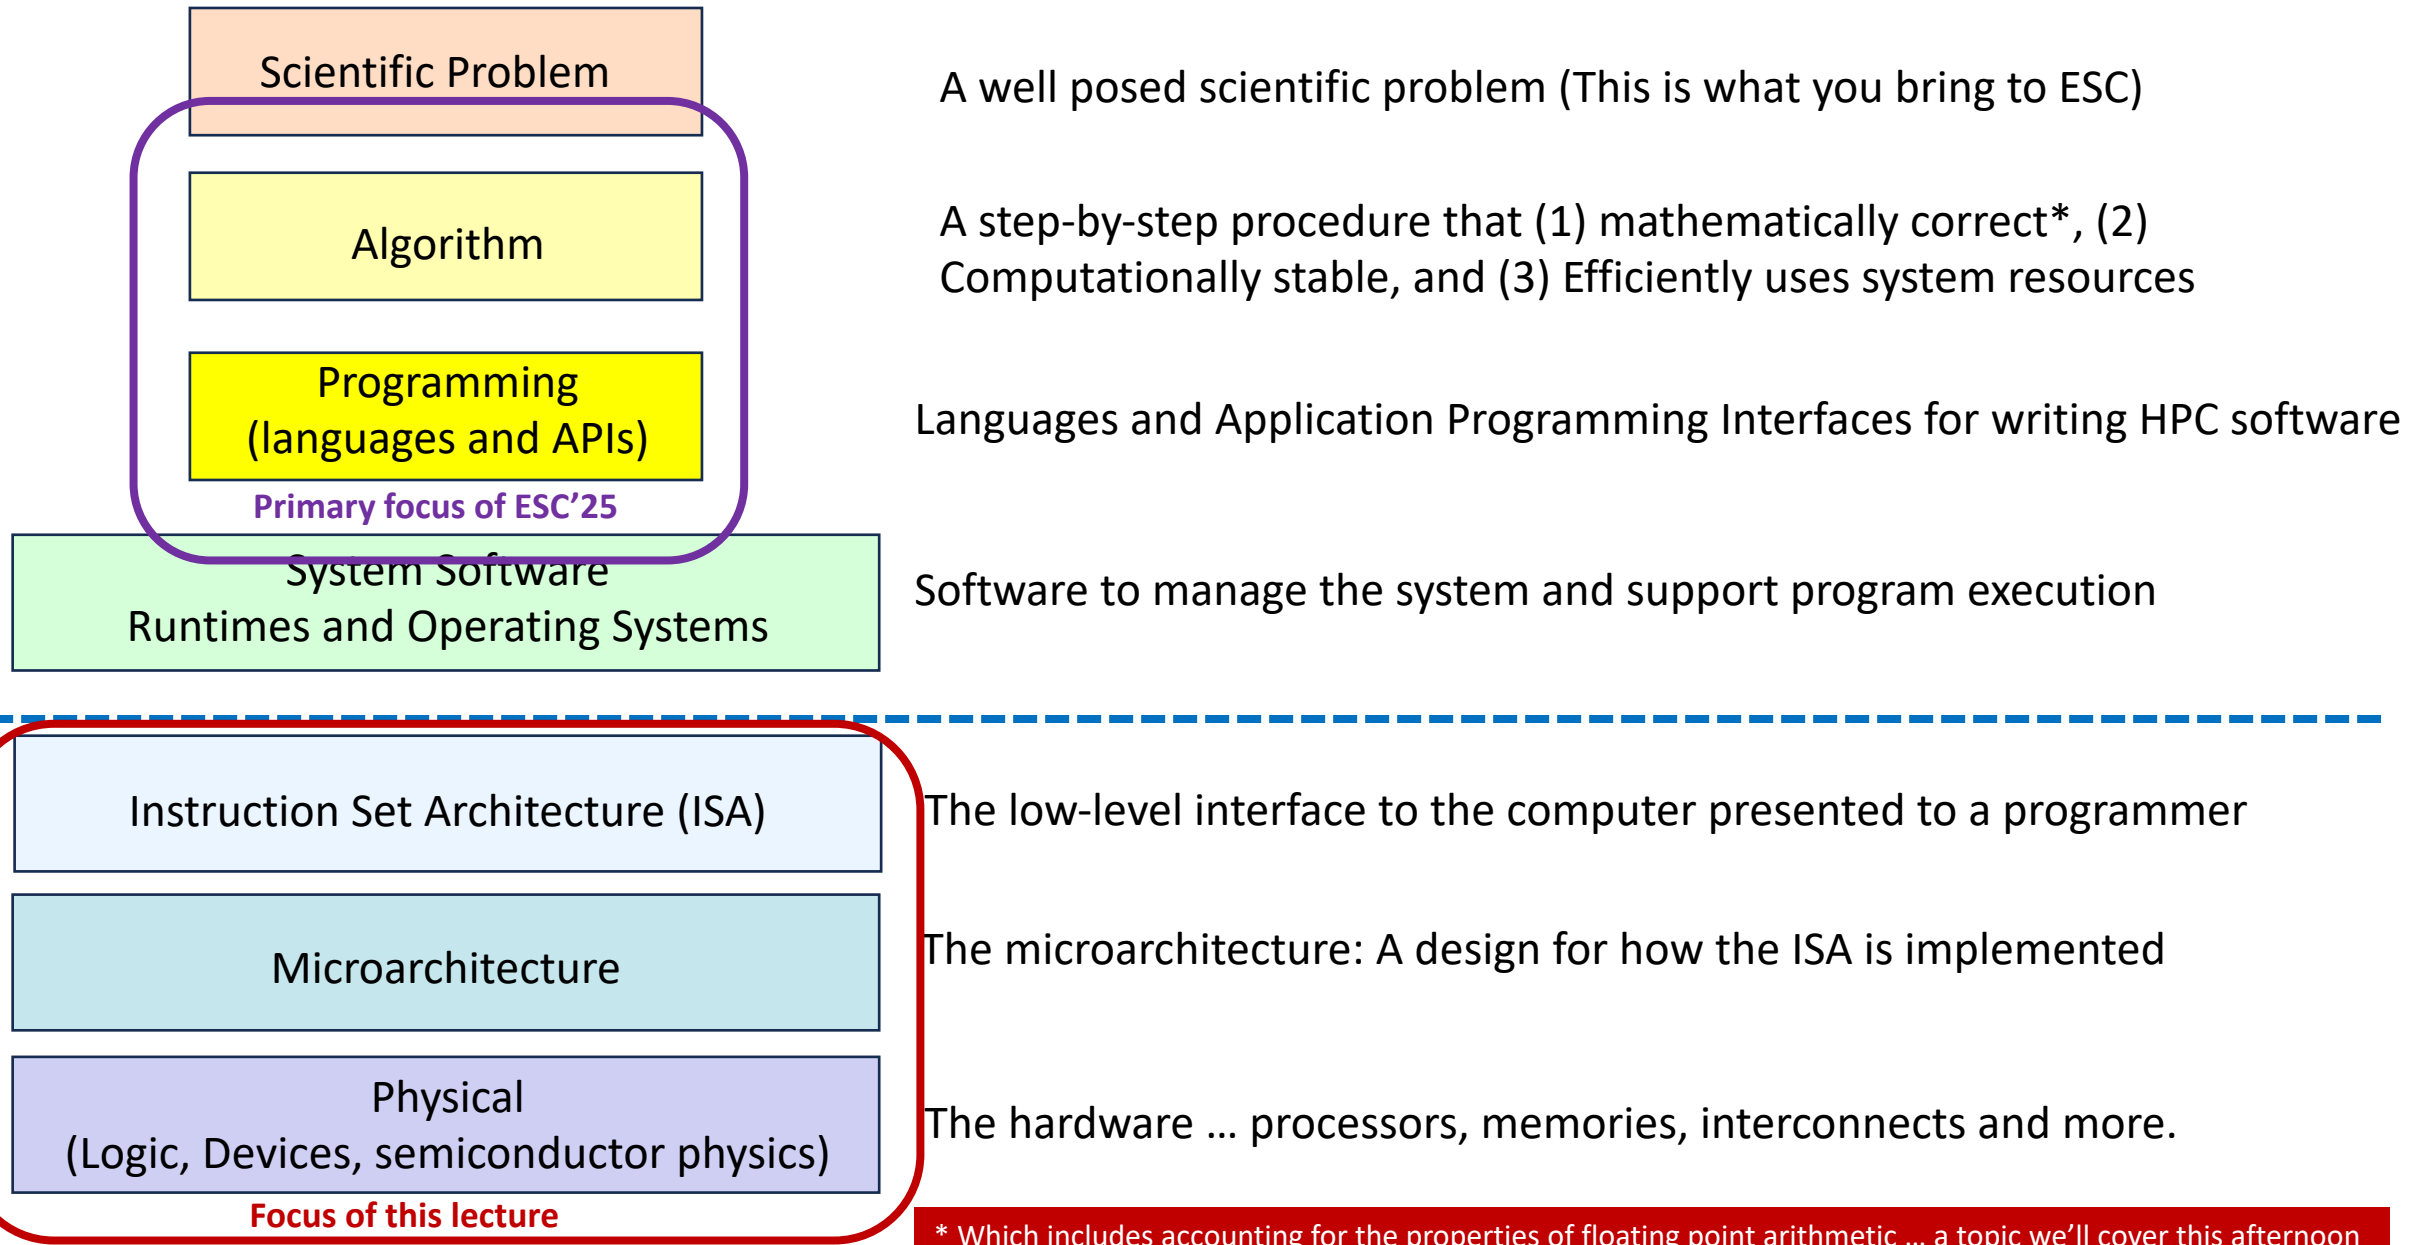 Scientific Problem
A well posed scientific problem (This is what you bring to ESC)
Algorithm
A step-by-step procedure that (1) mathematically correct*, (2)
Computationally stable, and (3) Efficiently uses system resources
Programming
(languages and APIs)
Languages and Application Programming Interfaces for writing HPC software
Primary focus of ESC’25
System Software
Runtimes and Operating Systems
Software to manage the system and support program execution
Instruction Set Architecture (ISA)
The low-level interface to the computer presented to a programmer
Microarchitecture
The microarchitecture: A design for how the ISA is implemented
Physical
(Logic, Devices, semiconductor physics)
The hardware … processors, memories, interconnects and more.
Focus of this lecture
* Which includes accounting for the properties of floating point arithmetic … a topic we’ll cover this afternoon